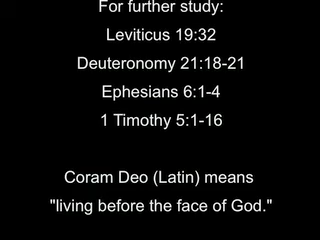 For further study:
Leviticus 19:32
Deuteronomy 21:18-21
Ephesians 6:1-4
1 Timothy 5:1-16
Coram Deo (Latin) means
"living before the face of God."